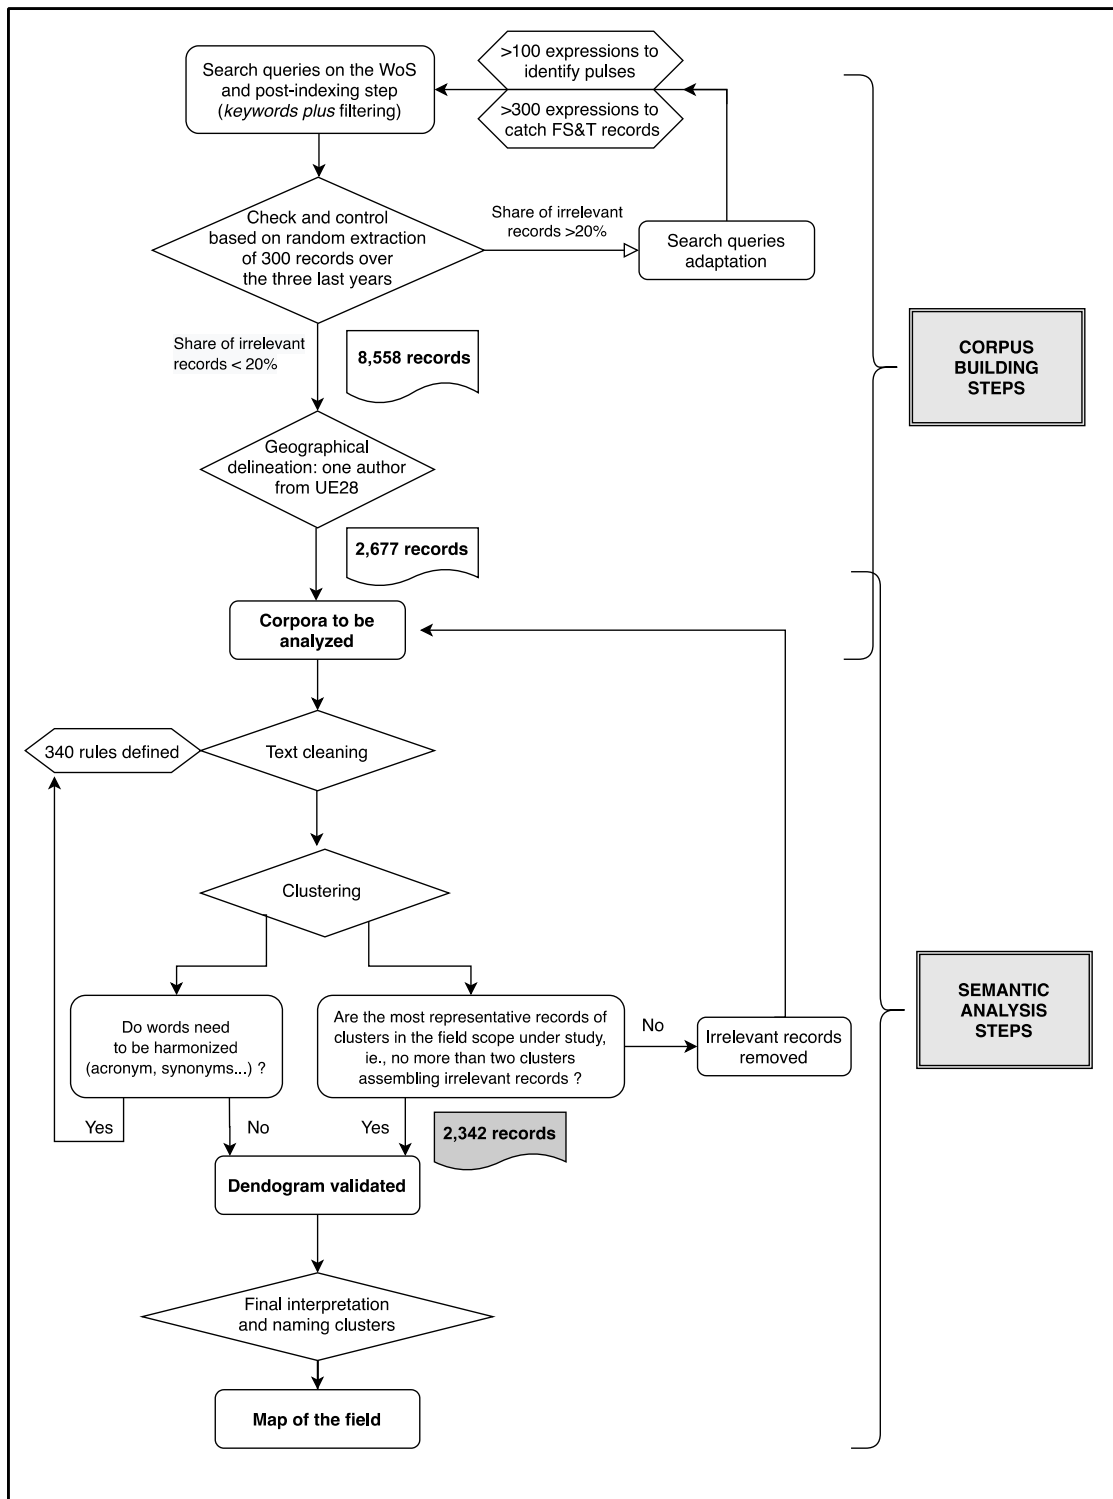 Search queries on the WoS
and post-indexing step
(keywords plus filtering)
>100 expressions to
identify pulses
>300 expressions to
catch FS&T records
Check and control
based on random extraction
of 300 records over
the three last years
Share of irrelevant
records >20%
Search queries
adaptation
Share of irrelevant
records < 20%
8,558 records
CORPUS
BUILDING
STEPS
Geographical
delineation: one author
from UE28
2,677 records
Corpora to be
analyzed
340 rules defined
Text cleaning
Clustering
Do words need
to be harmonized
(acronym, synonyms...) ?
Are the most representative records of
clusters in the field scope under study,
ie., no more than two clusters
assembling irrelevant records ?
No
Irrelevant records
removed
SEMANTIC
ANALYSIS
STEPS
Yes
No
Yes
2,342 records
Dendogram validated
Final interpretation
and naming clusters
Map of the field